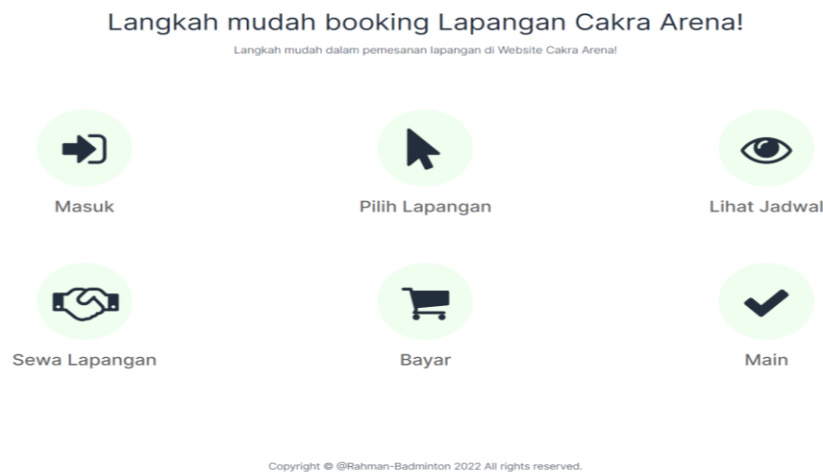 Langkah mudah booking Lapangan Cakra Arena!
Langkah mudah dalam pemesanan lapangan di Website Cakra Arena!
Masuk
Pilih Lapangan
Lihat Jadwal
Sewa Lapangan
Bayar
Main
Copyright © @Rahman-Badminton 2022 All rights reserved.